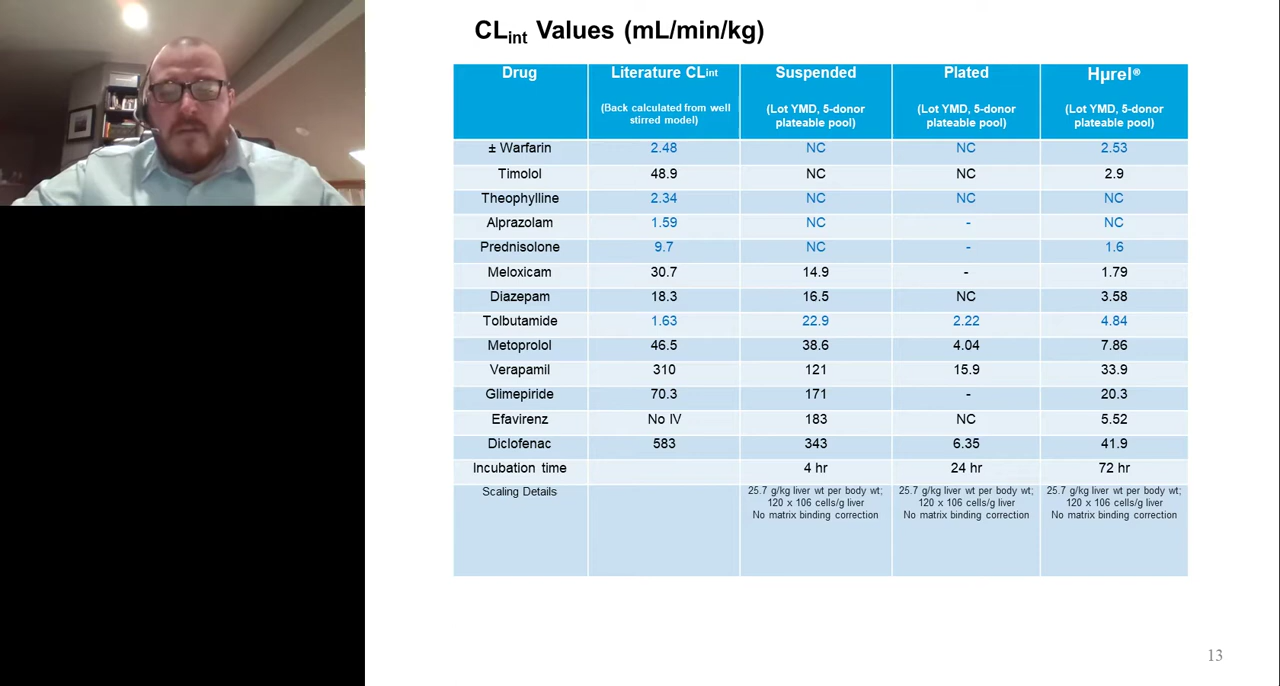 CLint Values (mL/min/kg)
Drug Literature CLint Suspended Plated Hµrel®
(Back calculated from well stirred model) (Lot YMD, 5-donor plateable pool) (Lot YMD, 5-donor plateable pool) (Lot YMD, 5-donor plateable pool)
± Warfarin 2.48 NC NC 2.53
Timolol 48.9 NC NC 2.9
Theophylline 2.34 NC NC NC
Alprazolam 1.59 NC - NC
Prednisolone 9.7 NC - 1.6
Meloxicam 30.7 14.9 - 1.79
Diazepam 18.3 16.5 NC 3.58
Tolbutamide 1.63 22.9 2.22 4.84
Metoprolol 46.5 38.6 4.04 7.86
Verapamil 310 121 15.9 33.9
Glimepiride 70.3 171 - 20.3
Efavirenz No IV 183 NC 5.52
Diclofenac 583 343 6.35 41.9
Incubation time 4 hr 24 hr 72 hr
Scaling Details 25.7 g/kg liver wt per body wt; 25.7 g/kg liver wt per body wt; 25.7 g/kg liver wt per body wt;
120 x 106 cells/g liver 120 x 106 cells/g liver 120 x 106 cells/g liver
No matrix binding correction No matrix binding correction No matrix binding correction
13